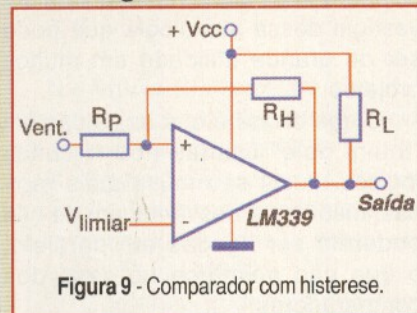 + Vcc
RP
RH
RL
Vent.
+
Vlimiar
-
LM339
Saída
Figura 9 - Comparador com histerese.